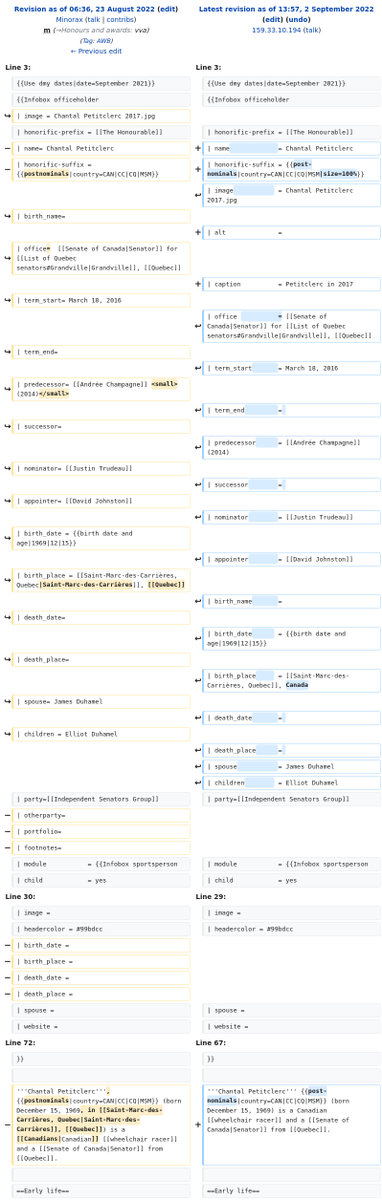 Revision as of 06:36, 23 August 2022 (edit)
Minorax (talk | contribs)
m (→Honours and awards: vva)
(Tag: AWB)
← Previous edit
Latest revision as of 13:57, 2 September 2022
(edit) (undo)
159.33.10.194 (talk)
Line 3:
Line 3:
{{Use dmy dates|date=September 2021}}
{{Use dmy dates|date=September 2021}}
{{Infobox officeholder
{{Infobox officeholder
| image = Chantal Petitclerc 2017.jpg
| honorific-prefix = [[The Honourable]]
| honorific-prefix = [[The Honourable]]
| name= Chantal Petitclerc
| name = Chantal Petitclerc
| honorific-suffix =
{{postnominals|country=CAN|CC|CQ|MSM}}
| honorific-suffix = {{post-
nominals|country=CAN|CC|CQ|MSM|size=100%}}
| image = Chantal Petitclerc
2017.jpg
| birth_name=
| alt =
| office= [[Senate of Canada|Senator]] for
[[List of Quebec
senators#Grandville|Grandville]], [[Quebec]]
| caption = Petitclerc in 2017
| term_start= March 18, 2016
| office = [[Senate of
Canada|Senator]] for [[List of Quebec
senators#Grandville|Grandville]], [[Quebec]]
| term_end=
| term_start = March 18, 2016
| predecessor= [[Andrée Champagne]] <small>
(2014)</small>
| term_end =
| successor=
| predecessor = [[Andrée Champagne]]
(2014)
| nominator= [[Justin Trudeau]]
| successor =
| appointer= [[David Johnston]]
| nominator = [[Justin Trudeau]]
| birth_date = {{birth date and
age|1969|12|15}}
| appointer = [[David Johnston]]
| birth_place = [[Saint-Marc-des-Carrières,
Quebec|Saint-Marc-des-Carrières]], [[Quebec]]
| birth_name =
| death_date=
| birth_date = {{birth date and
age|1969|12|15}}
| death_place=
| birth_place = [[Saint-Marc-des-
Carrières, Quebec]], Canada
| spouse= James Duhamel
| death_date =
| children = Elliot Duhamel
| death_place =
| spouse = James Duhamel
| children = Elliot Duhamel
| party=[[Independent Senators Group]]
| party=[[Independent Senators Group]]
| otherparty=
| portfolio=
| footnotes=
| module = {{Infobox sportsperson
| module = {{Infobox sportsperson
| child = yes
| child = yes
Line 30:
Line 29:
| image =
| image =
| headercolor = #99bdcc
| headercolor = #99bdcc
| birth_date =
| birth_place =
| death_date =
| death_place =
| spouse =
| spouse =
| website =
| website =
Line 72:
Line 67:
}}
}}
'''Chantal Petitclerc''',
{{postnominals|country=CAN|CC|CQ|MSM}} (born
December 15, 1969, in [[Saint-Marc-des-
Carrières, Quebec|Saint-Marc-des-
Carrières]], [[Quebec]]) is a
[[Canadians|Canadian]] [[wheelchair racer]]
and a [[Senate of Canada|Senator]] from
[[Quebec]].
'''Chantal Petitclerc''' {{post-
nominals|country=CAN|CC|CQ|MSM}} (born
December 15, 1969) is a Canadian
[[wheelchair racer]] and a [[Senate of
Canada|Senator]] from [[Quebec]].
==Early life==
==Early life==